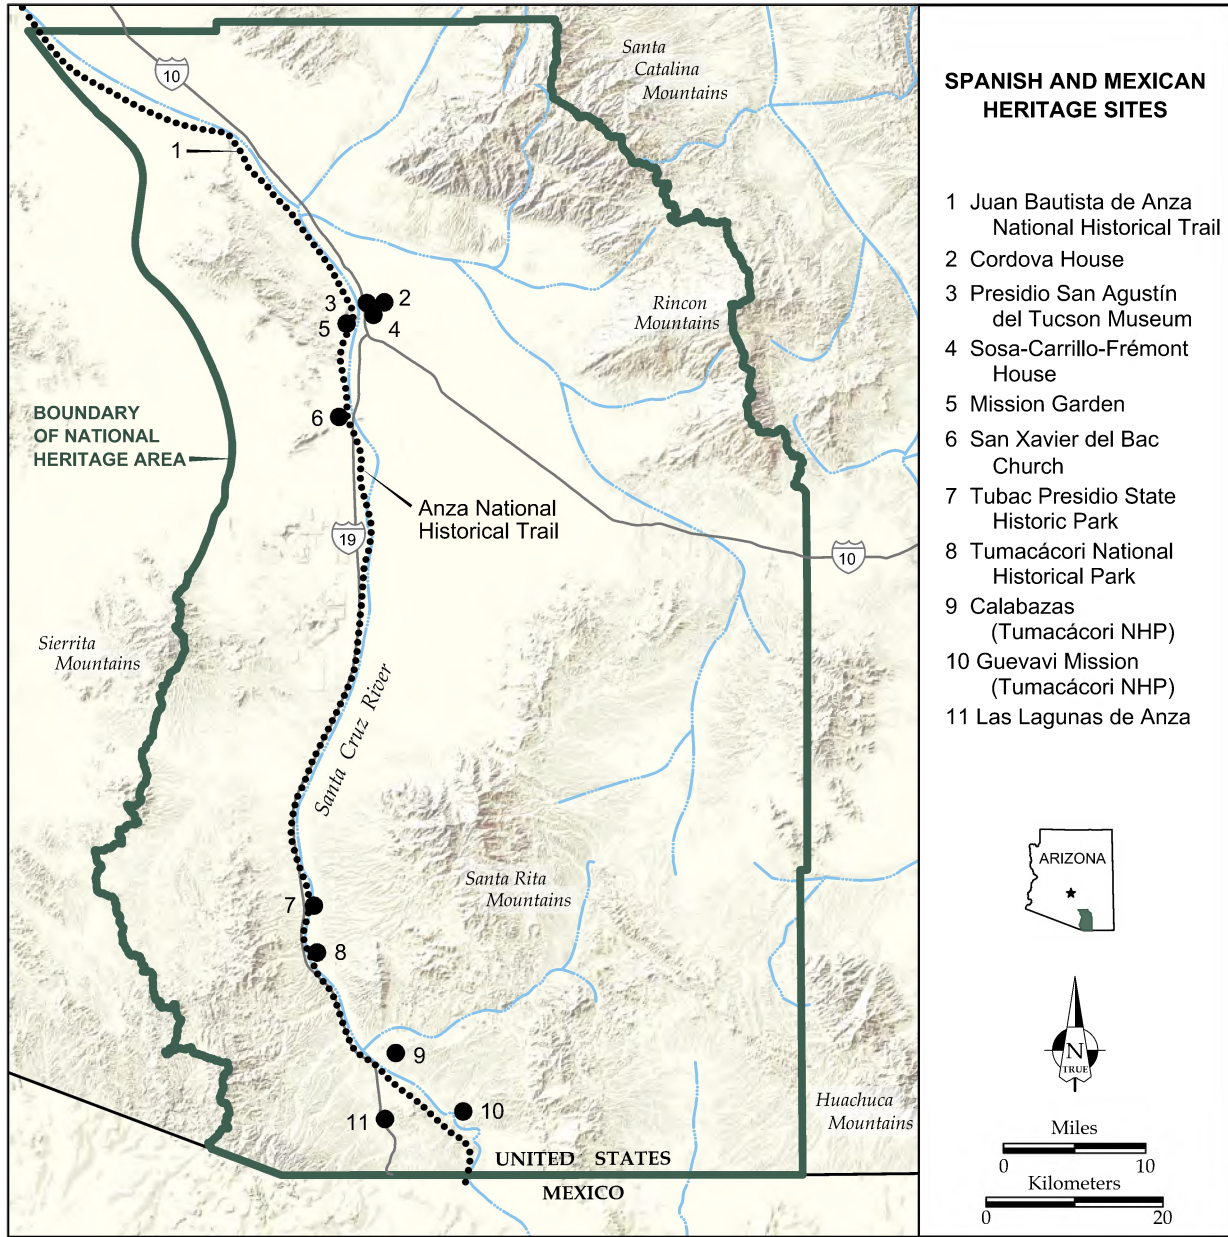 Santa
Catalina
Mountains
10
1
Rincon
Mountains
3
2
5
4
BOUNDARY
OF NATIONAL
HERITAGE AREA
6
Anza National
Historical Trail
19
10
Sierrita
Mountains
Santa Cruz River
Santa Rita
Mountains
7
8
9
10
11
Huachuca
Mountains
UNITED STATES
MEXICO
SPANISH AND MEXICAN
HERITAGE SITES
1 Juan Bautista de Anza
National Historical Trail
2 Cordova House
3 Presidio San Agustín
del Tucson Museum
4 Sosa-Carrillo-Frémont
House
5 Mission Garden
6 San Xavier del Bac
Church
7 Tubac Presidio State
Historic Park
8 Tumacácori National
Historical Park
9 Calabazas
(Tumacácori NHP)
10 Guevavi Mission
(Tumacácori NHP)
11 Las Lagunas de Anza
ARIZONA
N
TRUE
Miles
0 10
Kilometers
0 20